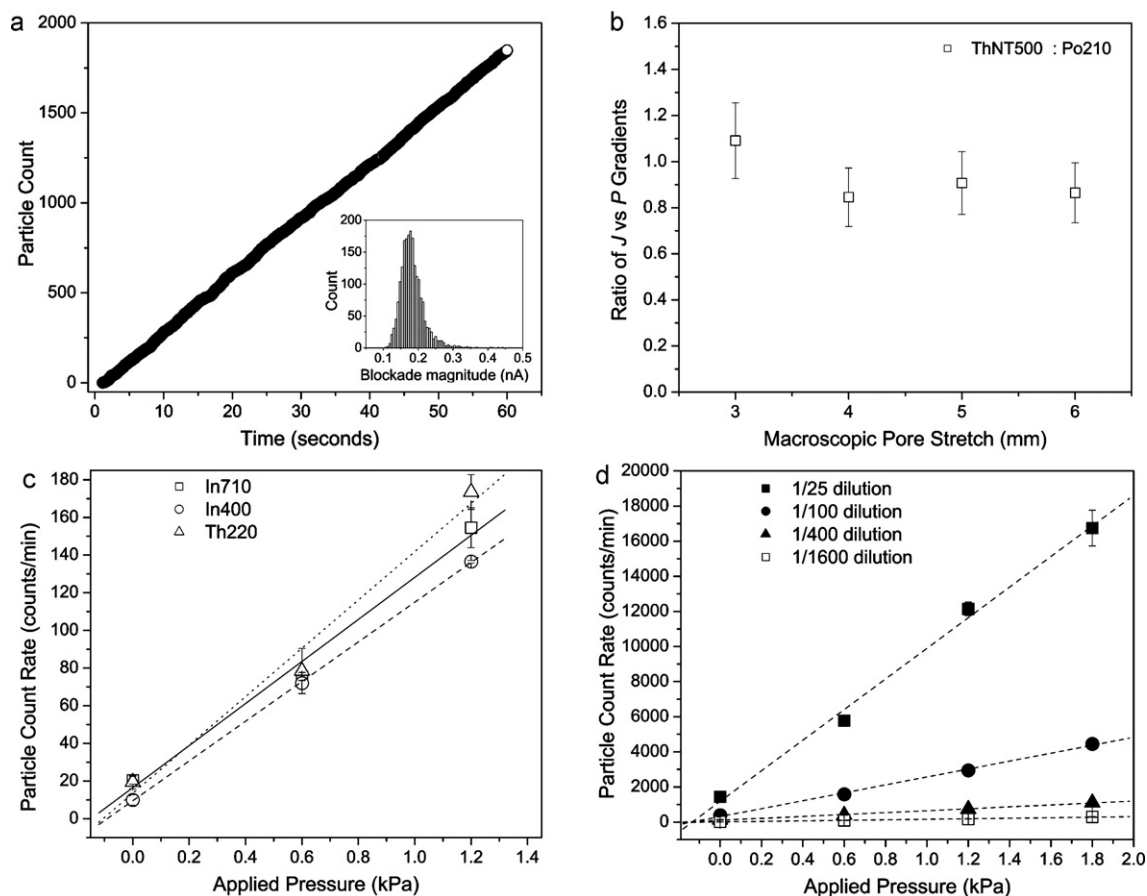 a
2000
1500
1000
500
0
Particle Count
0 10 20 30 40 50 60
Time (seconds)
200
150
100
50
0
Count
0.1 0.2 0.3 0.4 0.5
Blockade magnitude (nA)
b
1.6
1.4
1.2
1.0
0.8
0.6
0.4
0.2
0.0
Ratio of J vs P Gradients
ThNT500 : Po210
3 4 5 6
Macroscopic Pore Stretch (mm)
c
180
160
140
120
100
80
60
40
20
0
Particle Count Rate (counts/min)
In710
In400
Th220
0.0 0.2 0.4 0.6 0.8 1.0 1.2 1.4
Applied Pressure (kPa)
d
20000
18000
16000
14000
12000
10000
8000
6000
4000
2000
0
Particle Count Rate (counts/min)
1/25 dilution
1/100 dilution
1/400 dilution
1/1600 dilution
0.0 0.2 0.4 0.6 0.8 1.0 1.2 1.4 1.6 1.8 2.0
Applied Pressure (kPa)